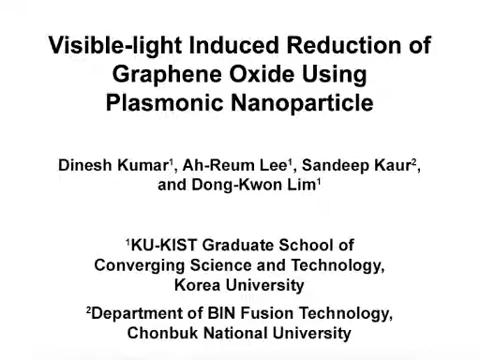 Visible-light Induced Reduction of
Graphene Oxide Using
Plasmonic Nanoparticle
Dinesh Kumar¹, Ah-Reum Lee¹, Sandeep Kaur²,
and Dong-Kwon Lim¹
¹KU-KIST Graduate School of
Converging Science and Technology,
Korea University
²Department of BIN Fusion Technology,
Chonbuk National University